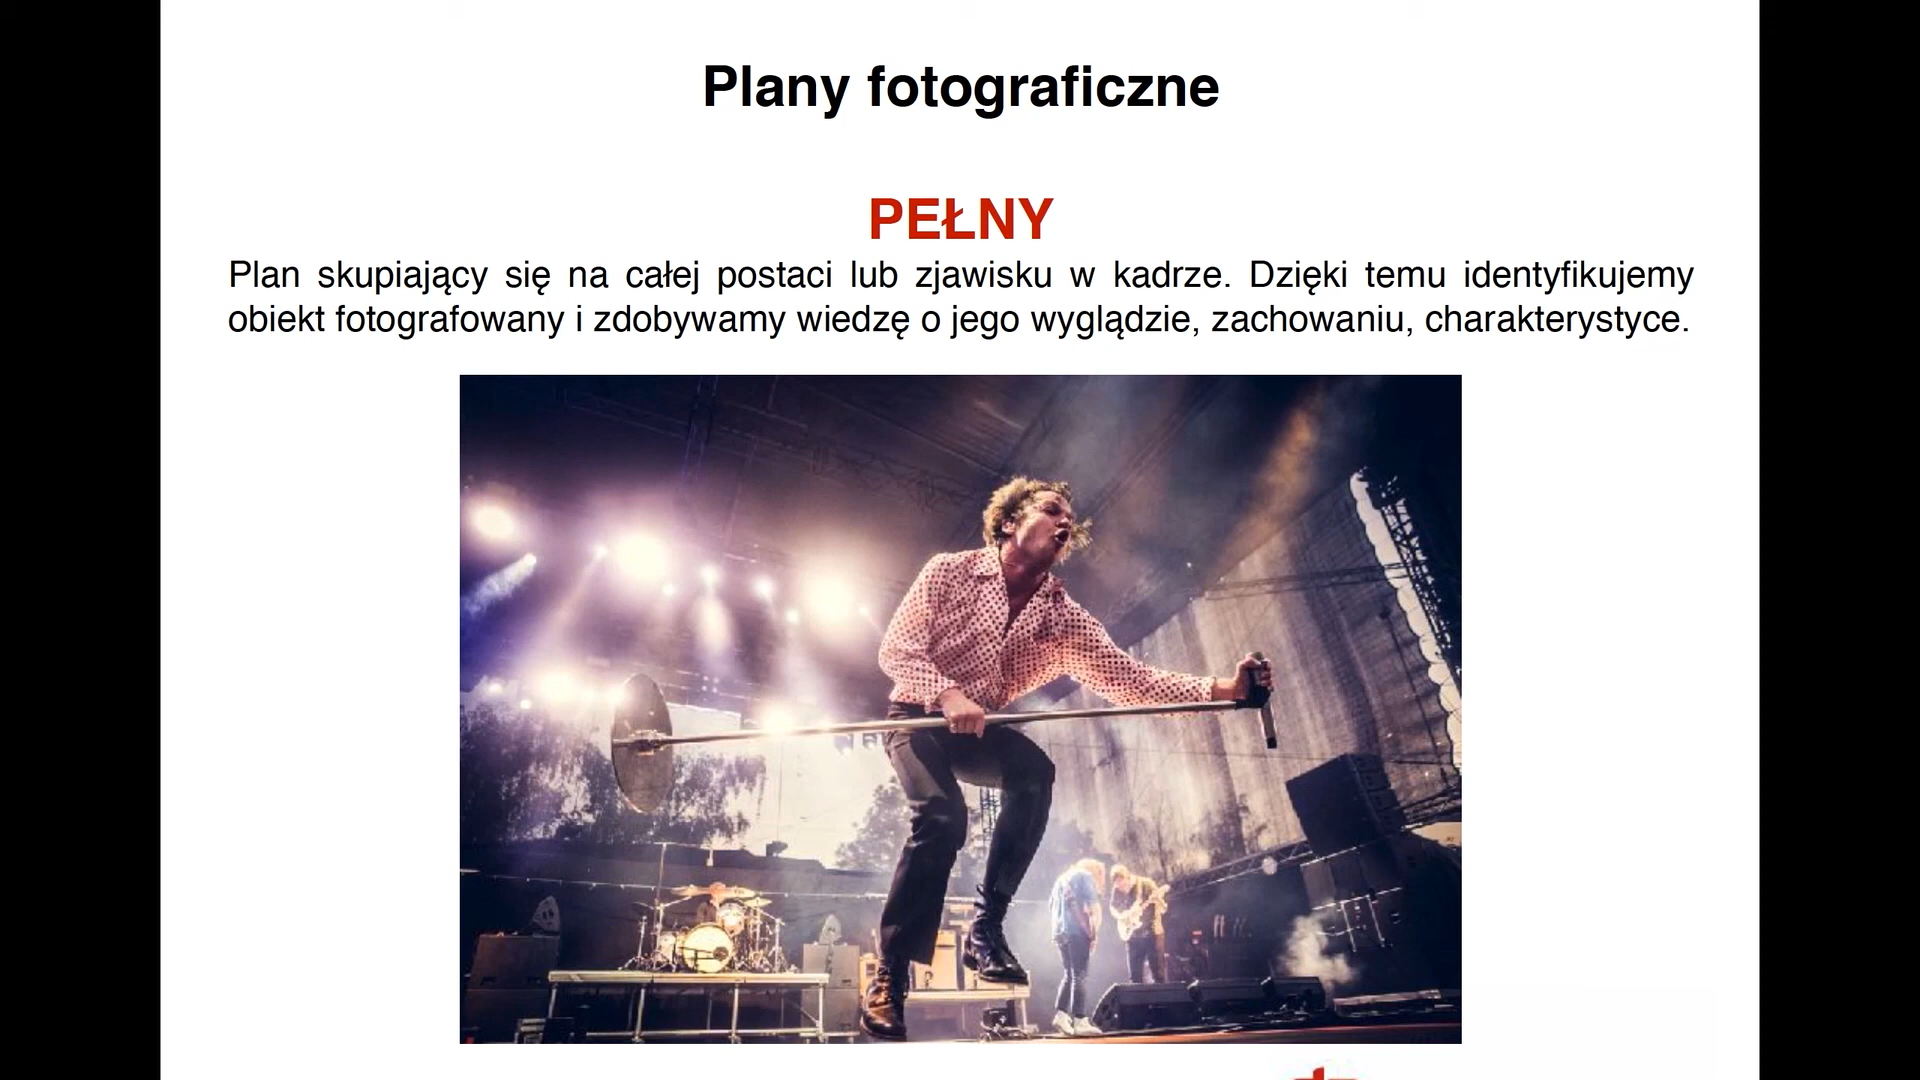 Plany fotograficzne
PEŁNY
Plan skupiający się na całej postaci lub zjawisku w kadrze. Dzięki temu identyfikujemy
obiekt fotografowany i zdobywamy wiedzę o jego wyglądzie, zachowaniu, charakterystyce.